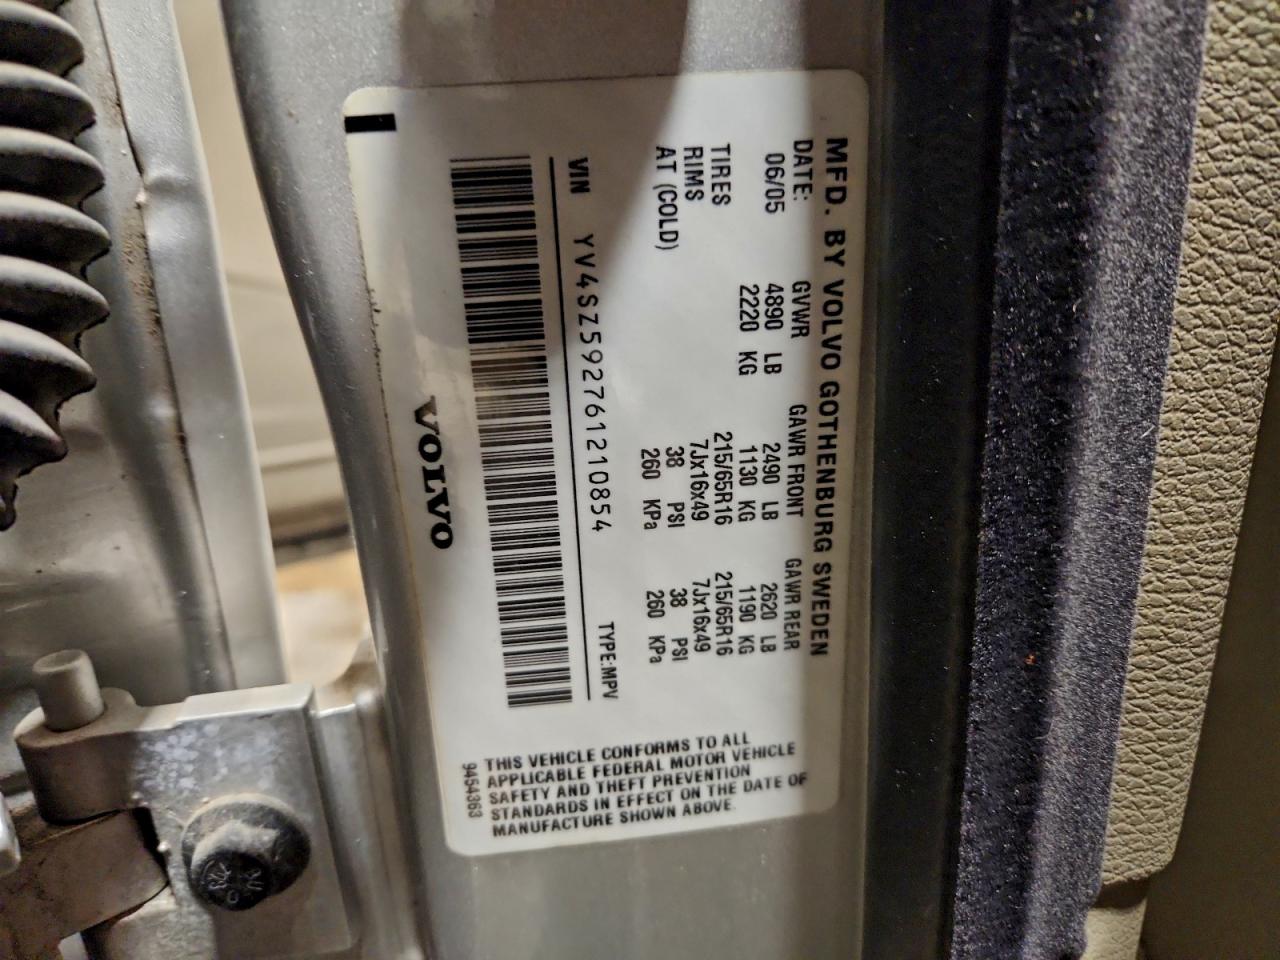 MFD. BY VOLVO GOTHENBURG SWEDEN
DATE: GVWR GAWR FRONT GAWR REAR
06/05 4890 LB 2490 LB 2620 LB
2220 KG 1130 KG 1190 KG
TIRES 215/65R16 215/65R16
RIMS 7Jx16x49 7Jx16x49
AT (COLD) 38 PSI 38 PSI
260 KPa 260 KPa
VIN YV4SZ592761210854 TYPE:MPV
VOLVO
THIS VEHICLE CONFORMS TO ALL
APPLICABLE FEDERAL MOTOR VEHICLE
SAFETY AND THEFT PREVENTION
STANDARDS IN EFFECT ON THE DATE OF
MANUFACTURE SHOWN ABOVE.
9454363